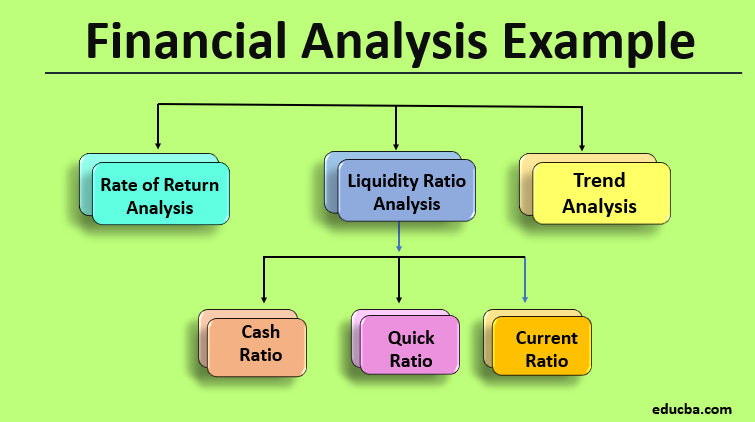 Financial Analysis Example
Rate of Return
Analysis
Liquidity Ratio
Analysis
Trend
Analysis
Cash
Ratio
Quick
Ratio
Current
Ratio
educba.com